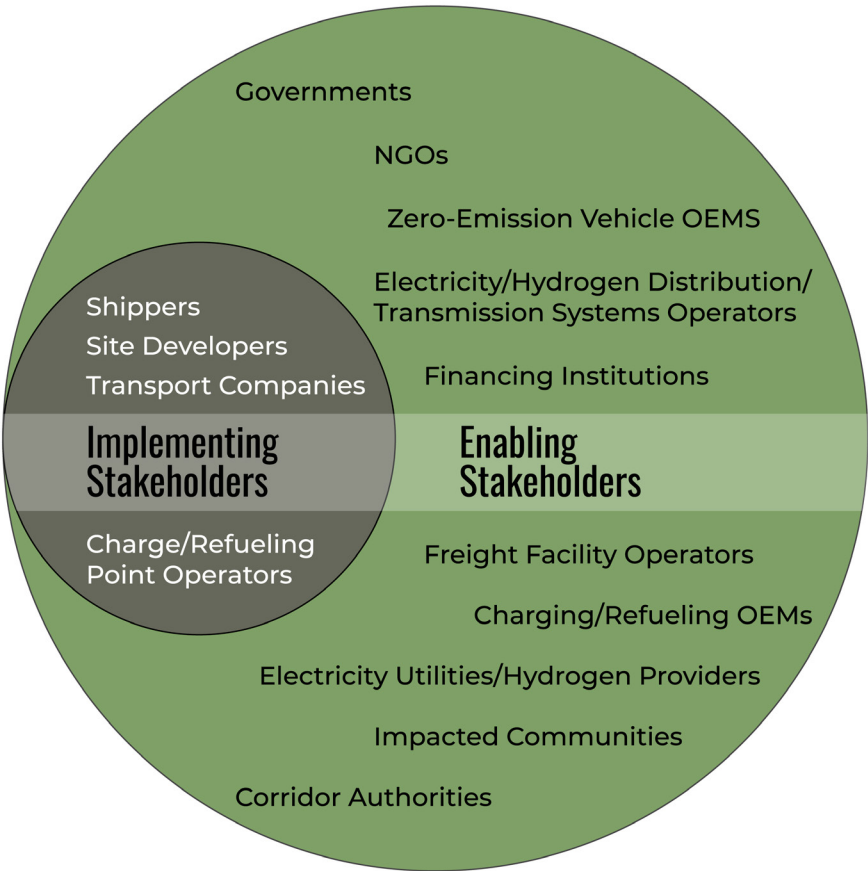 Governments
NGOs
Zero-Emission Vehicle OEMS
Electricity/Hydrogen Distribution/
Transmission Systems Operators
Financing Institutions
Shippers
Site Developers
Transport Companies
Implementing
Stakeholders
Enabling
Stakeholders
Charge/Refueling
Point Operators
Freight Facility Operators
Charging/Refueling OEMs
Electricity Utilities/Hydrogen Providers
Impacted Communities
Corridor Authorities